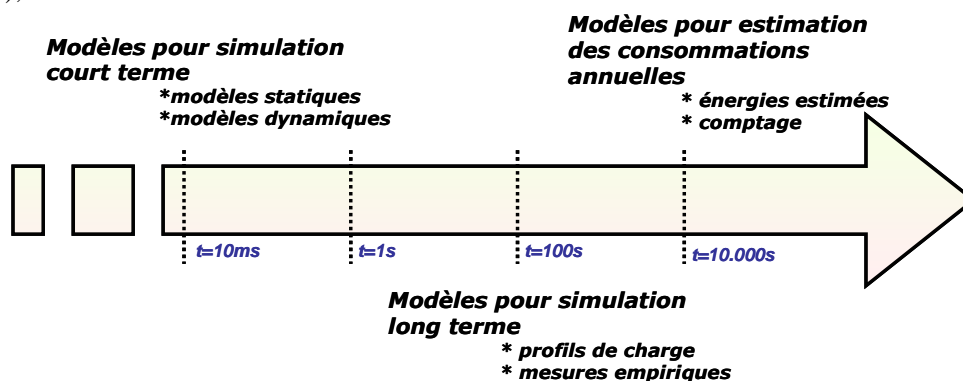 Modèles pour simulation
court terme
*modèles statiques
*modèles dynamiques
Modèles pour estimation
des consommations
annuelles
* énergies estimées
* comptage
t=10ms
t=1s
t=100s
t=10.000s
Modèles pour simulation
long terme
* profils de charge
* mesures empiriques